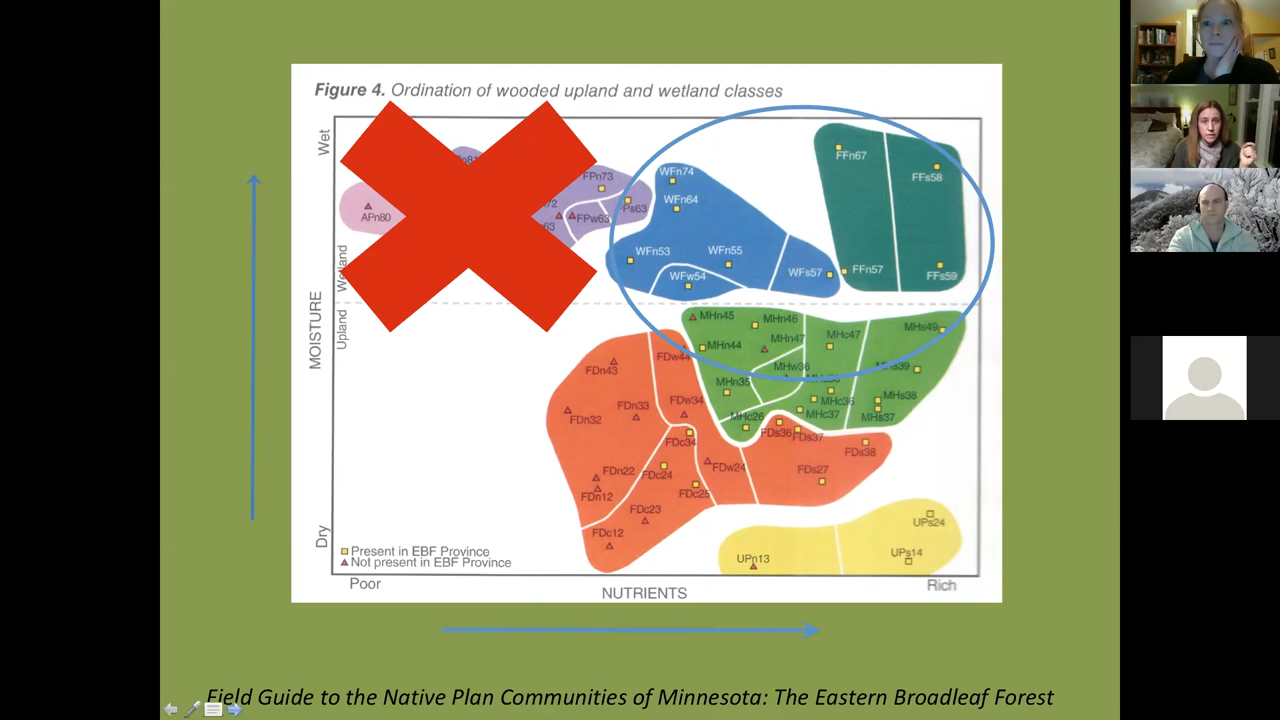 Figure 4. Ordination of wooded upland and wetland classes
Wet
Wetland
Upland
Dry
MOISTURE
APn80
FPn73
FPw63
FPs63
WFn74
WFn64
WFn53
WFn55
WFw54
WFs57
FFn67
FFs58
FFn57
FFs59
MHn45
MHn46
MHn47
MHc47
MHs49
MHn44
MHw36
MHs39
MHn35
MHc38
MHs38
MHc37
MHs37
MHc26
FDw44
FDn43
FDn33
FDw34
FDn32
FDc34
FDs36
FDs37
FDs38
FDn22
FDc24
FDw24
FDs27
FDn12
FDc25
FDc23
FDc12
UPs24
UPn13
UPs14
Present in EBF Province
Not present in EBF Province
Poor
NUTRIENTS
Rich
Field Guide to the Native Plan Communities of Minnesota: The Eastern Broadleaf Forest